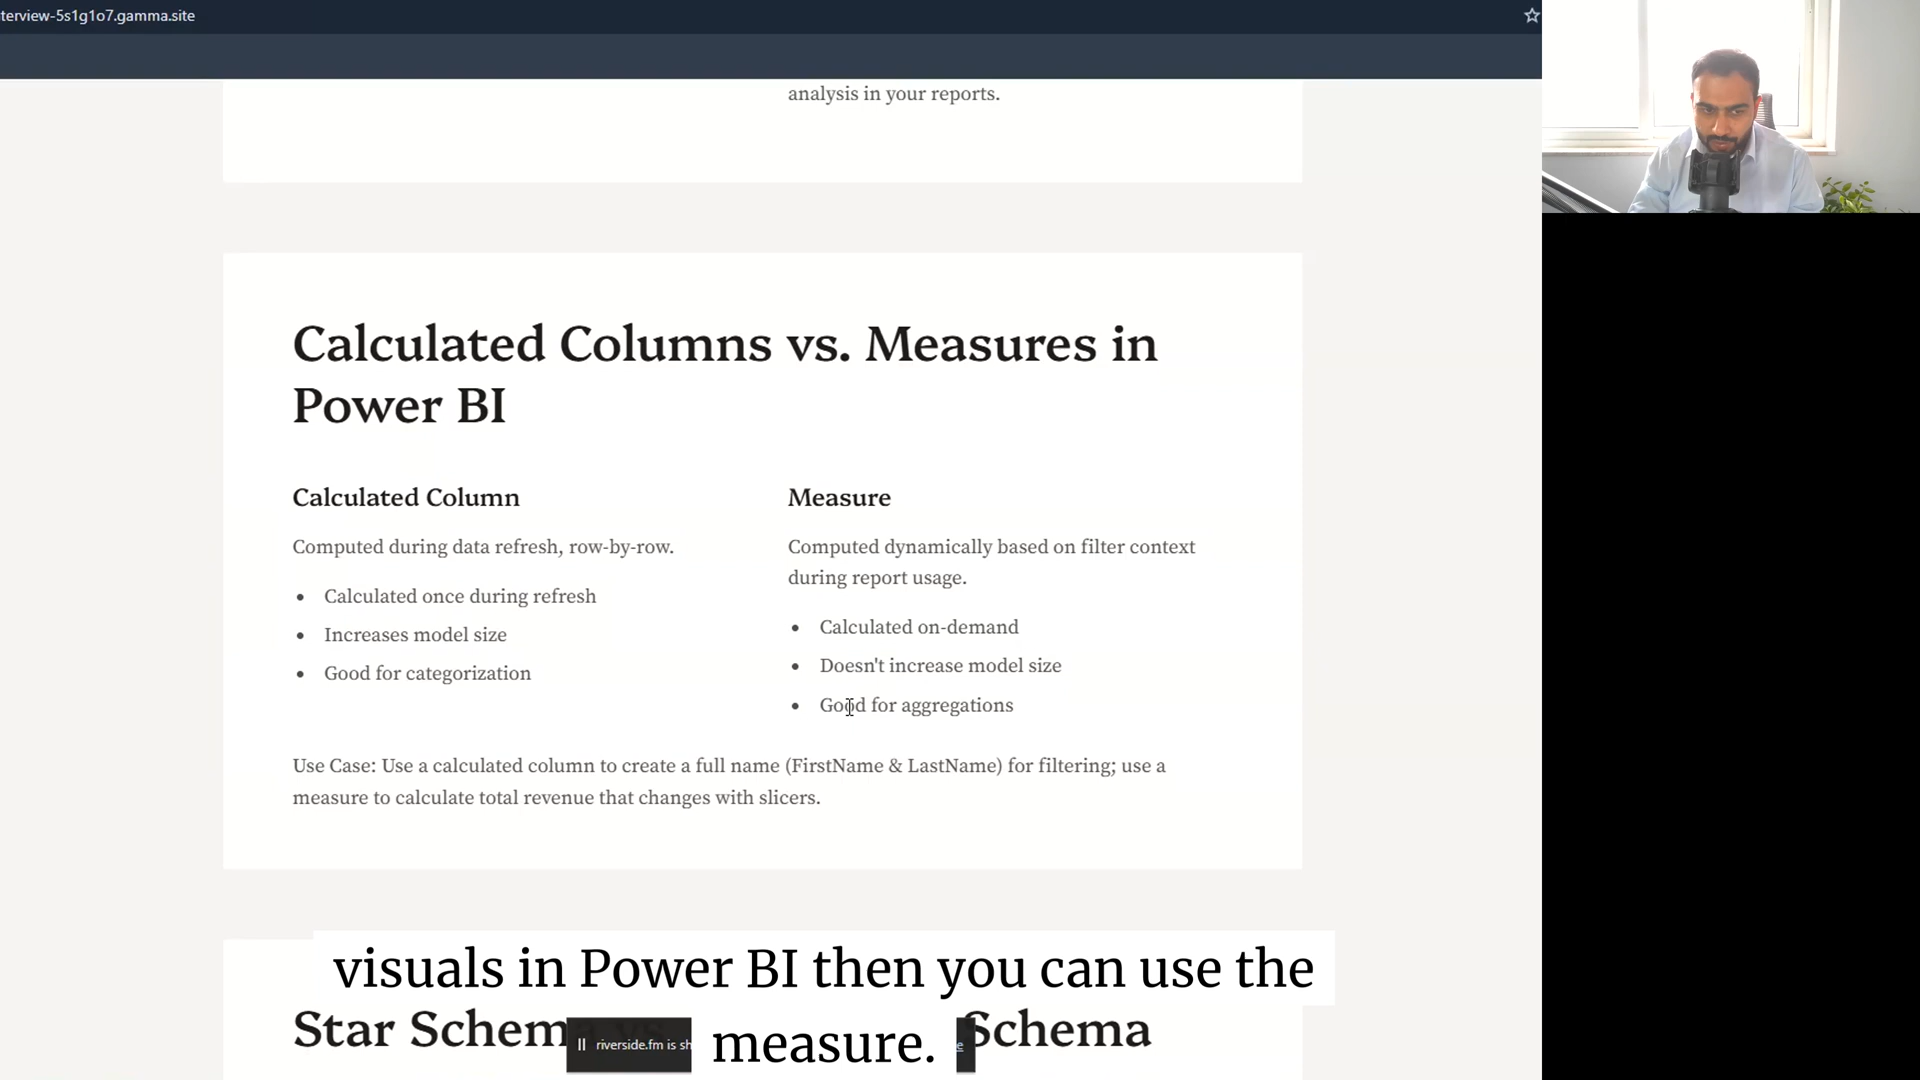 terview-5s1g1o7.gamma.site
analysis in your reports.
Calculated Columns vs. Measures in
Power BI
Calculated Column
Computed during data refresh, row-by-row.
• Calculated once during refresh
• Increases model size
• Good for categorization
Measure
Computed dynamically based on filter context
during report usage.
• Calculated on-demand
• Doesn't increase model size
• Good for aggregations
Use Case: Use a calculated column to create a full name (FirstName & LastName) for filtering; use a
measure to calculate total revenue that changes with slicers.
visuals in Power BI then you can use the
measure.
Star Schema vs. Schema
riverside.fm is sh